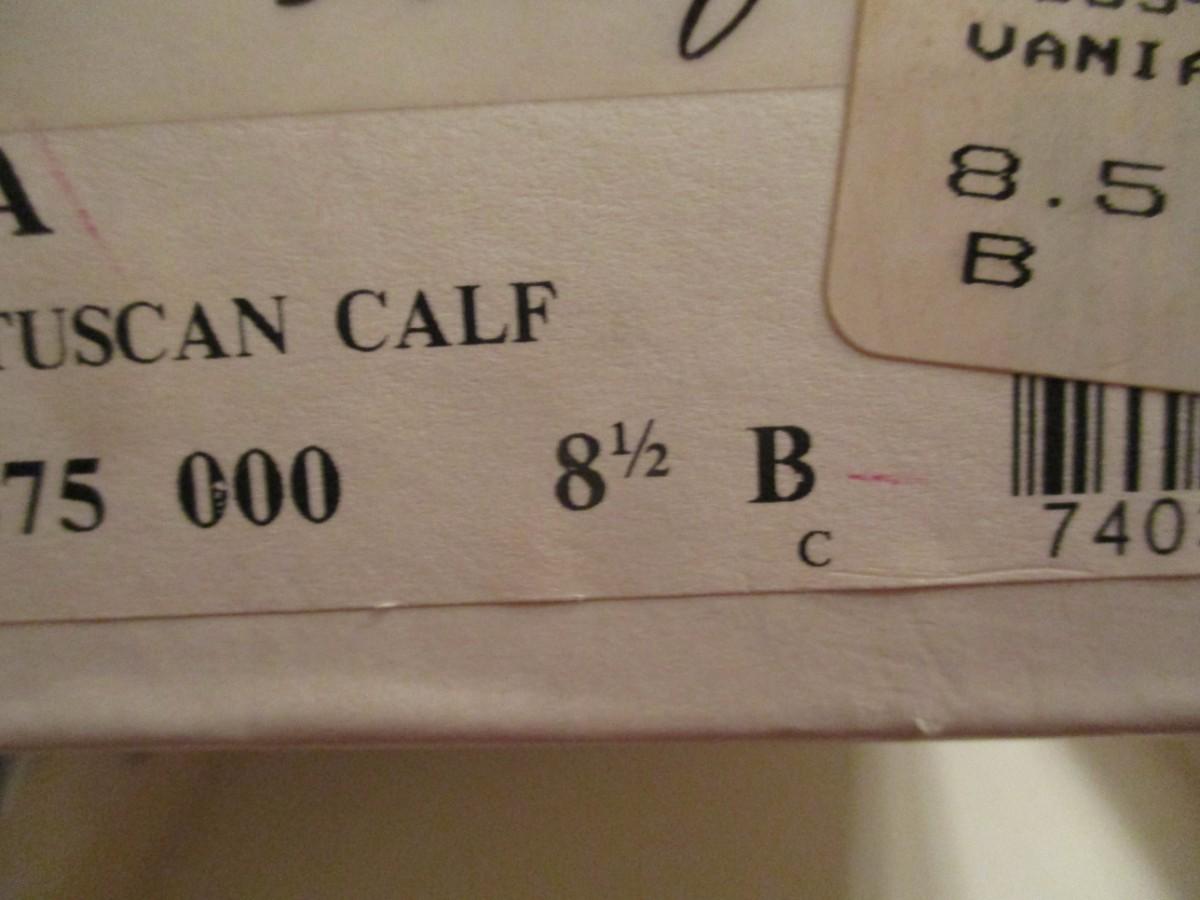 A
TUSCAN CALF
75 000 8½ B
C
VANIA
8.5
B
740